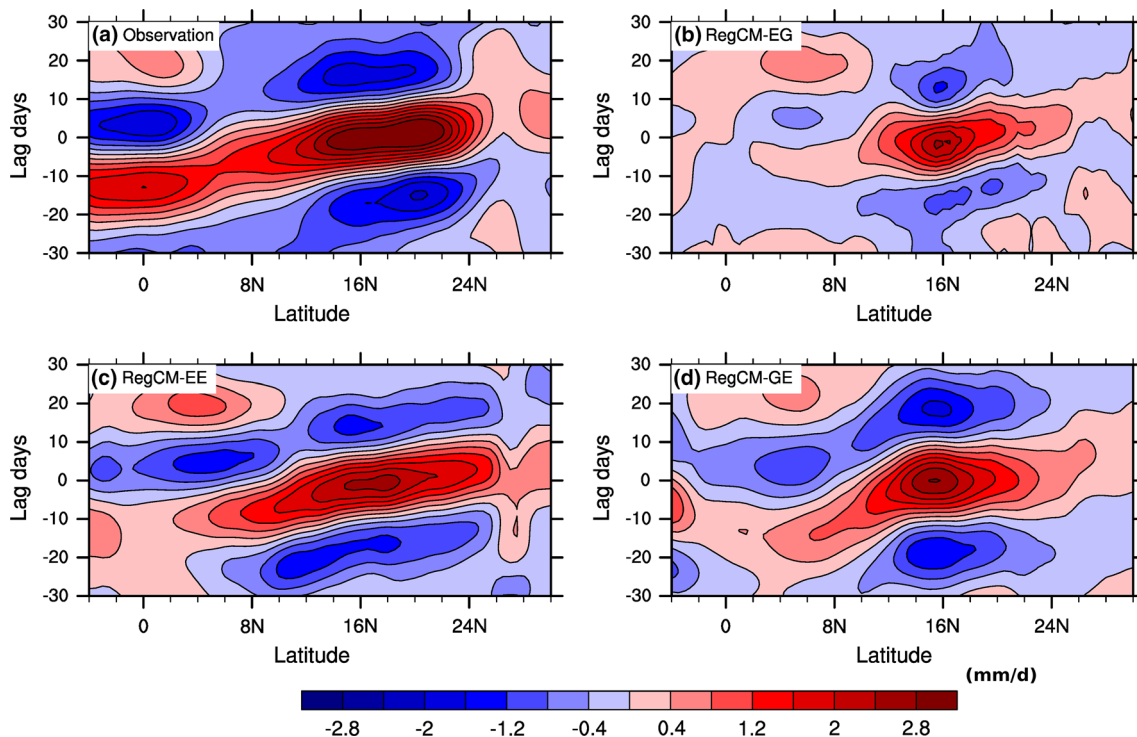 (a) Observation
30
20
10
0
-10
-20
-30
Lag days
0 8N 16N 24N
Latitude
(b) RegCM-EG
30
20
10
0
-10
-20
-30
Lag days
0 8N 16N 24N
Latitude
(c) RegCM-EE
30
20
10
0
-10
-20
-30
Lag days
0 8N 16N 24N
Latitude
(d) RegCM-GE
30
20
10
0
-10
-20
-30
Lag days
0 8N 16N 24N
Latitude
(mm/d)
-2.8 -2 -1.2 -0.4 0.4 1.2 2 2.8